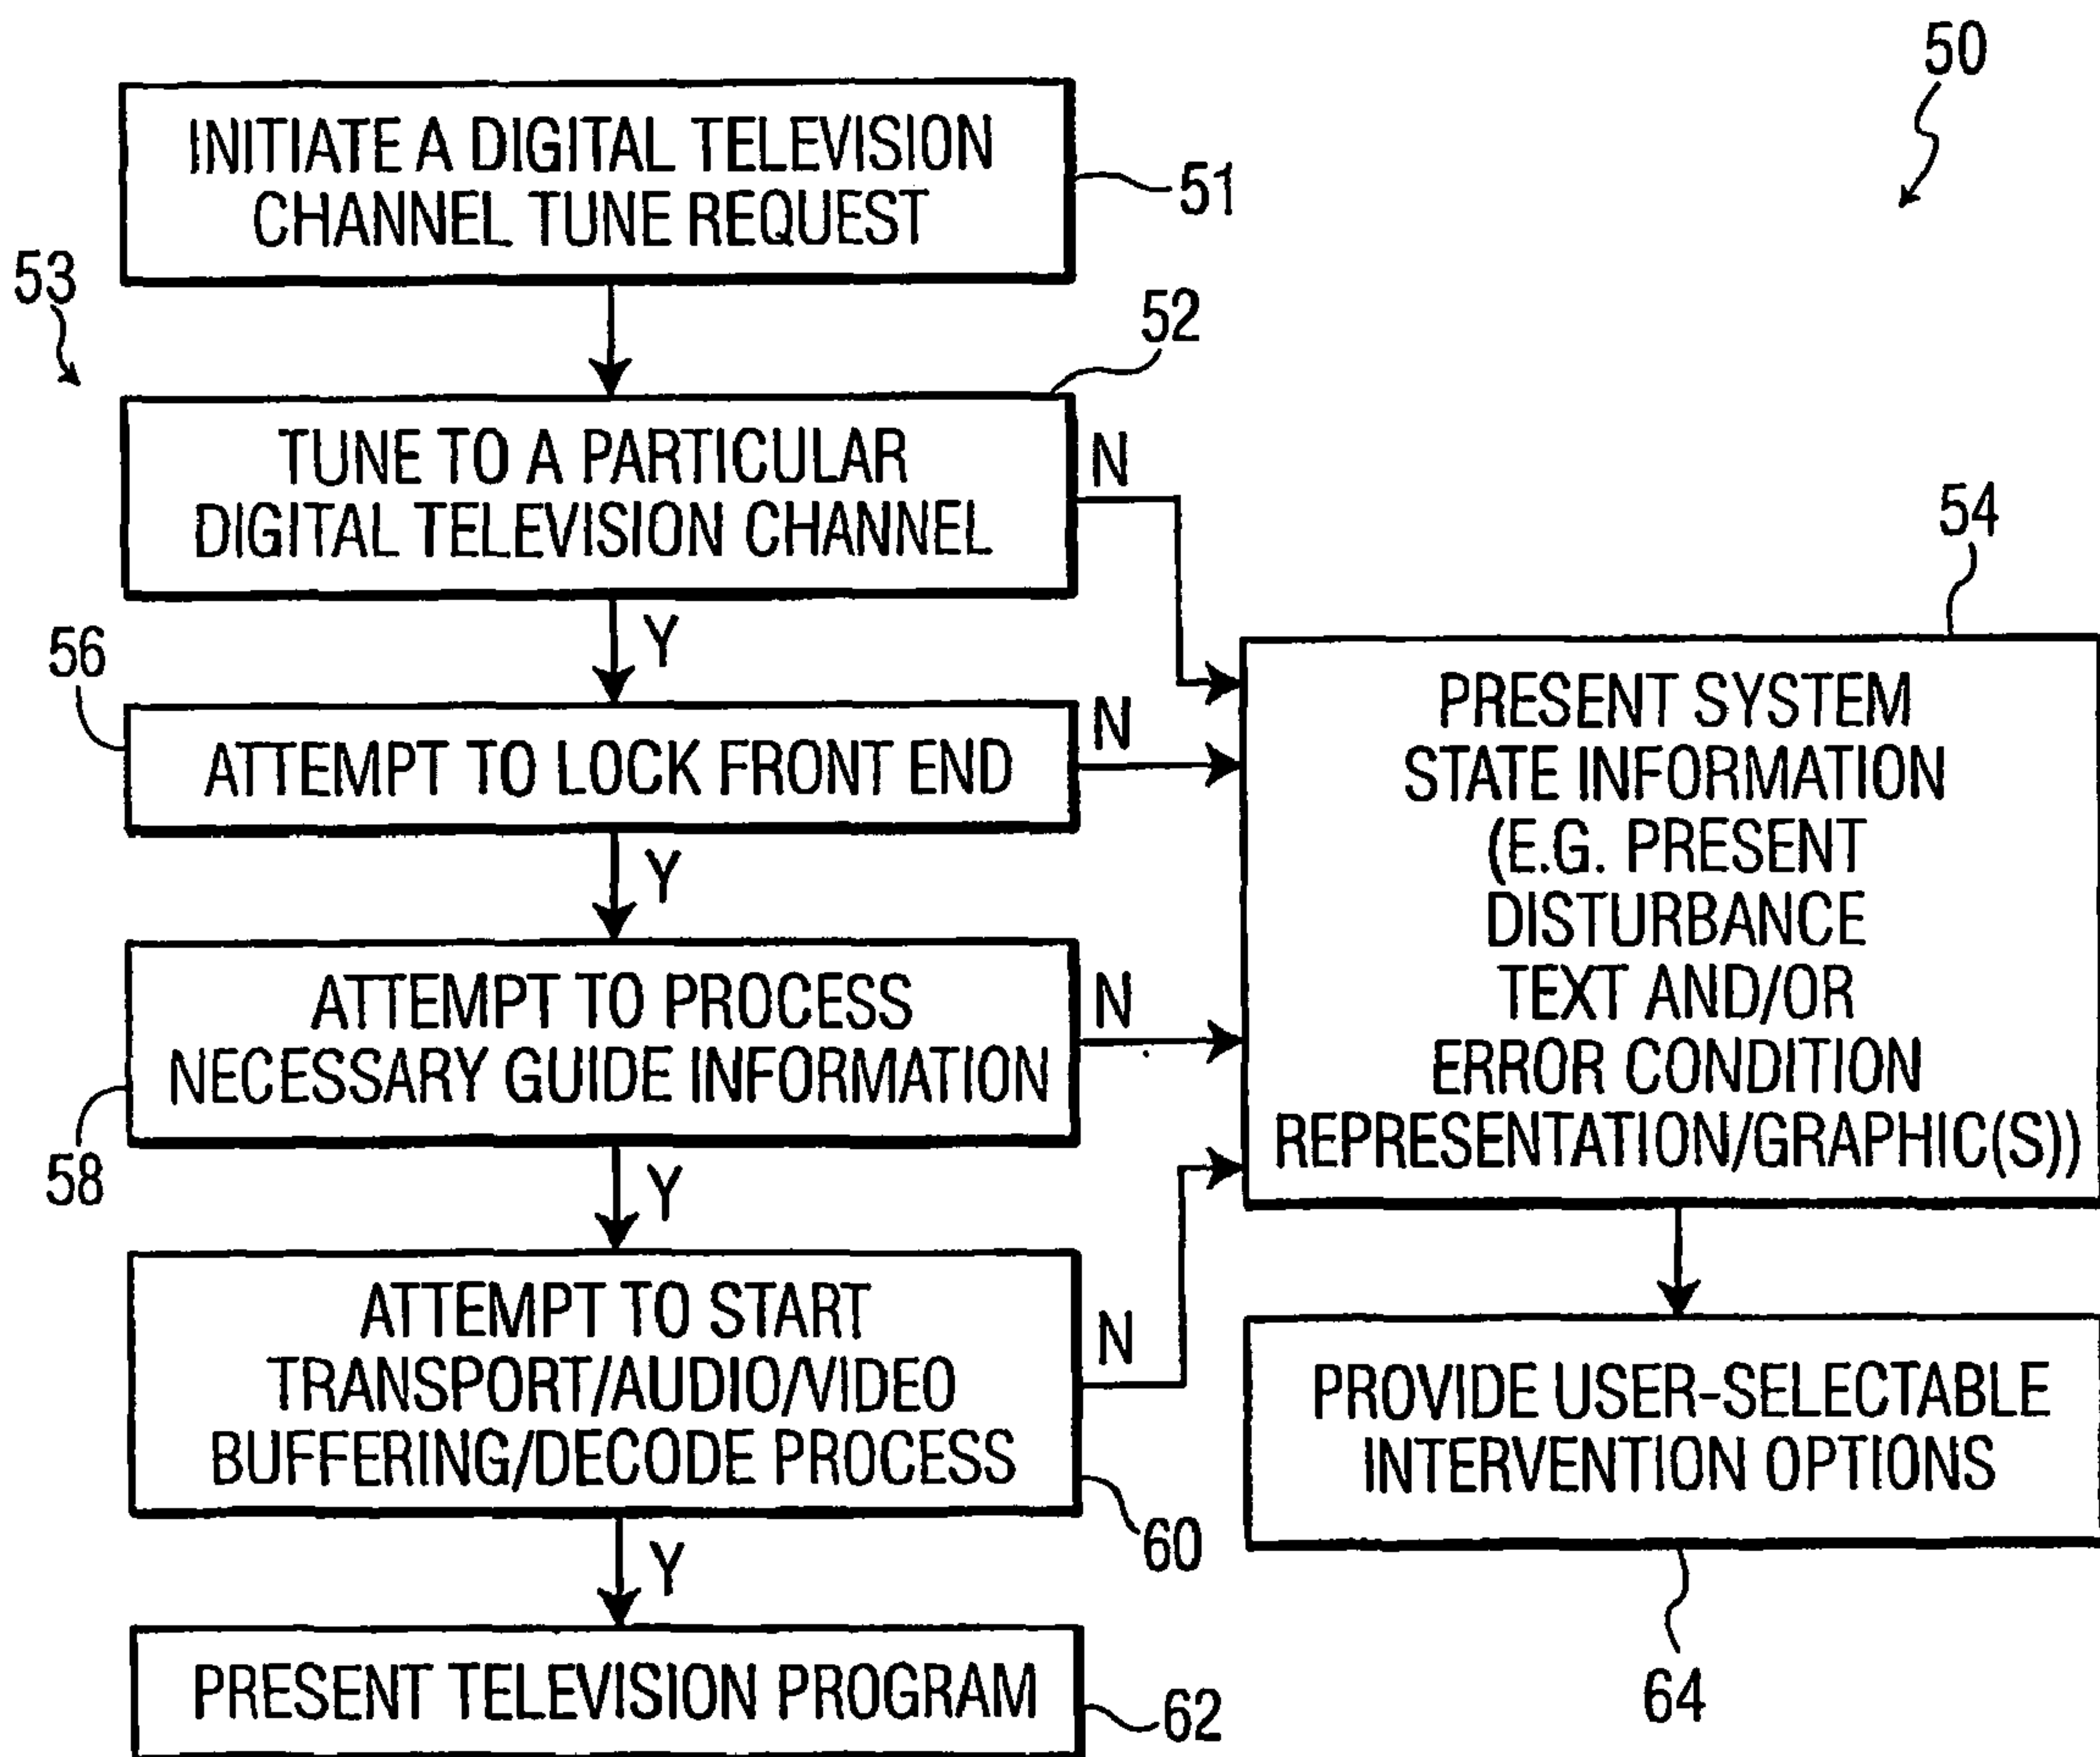 50
INITIATE A DIGITAL TELEVISION
CHANNEL TUNE REQUEST
51
53
52
TUNE TO A PARTICULAR
DIGITAL TELEVISION CHANNEL
N
Y
54
56
ATTEMPT TO LOCK FRONT END
N
Y
PRESENT SYSTEM
STATE INFORMATION
(E.G. PRESENT
DISTURBANCE
TEXT AND/OR
ERROR CONDITION
REPRESENTATION/GRAPHIC(S))
ATTEMPT TO PROCESS
NECESSARY GUIDE INFORMATION
N
58
Y
ATTEMPT TO START
TRANSPORT/AUDIO/VIDEO
BUFFERING/DECODE PROCESS
N
60
Y
PROVIDE USER-SELECTABLE
INTERVENTION OPTIONS
64
PRESENT TELEVISION PROGRAM
62